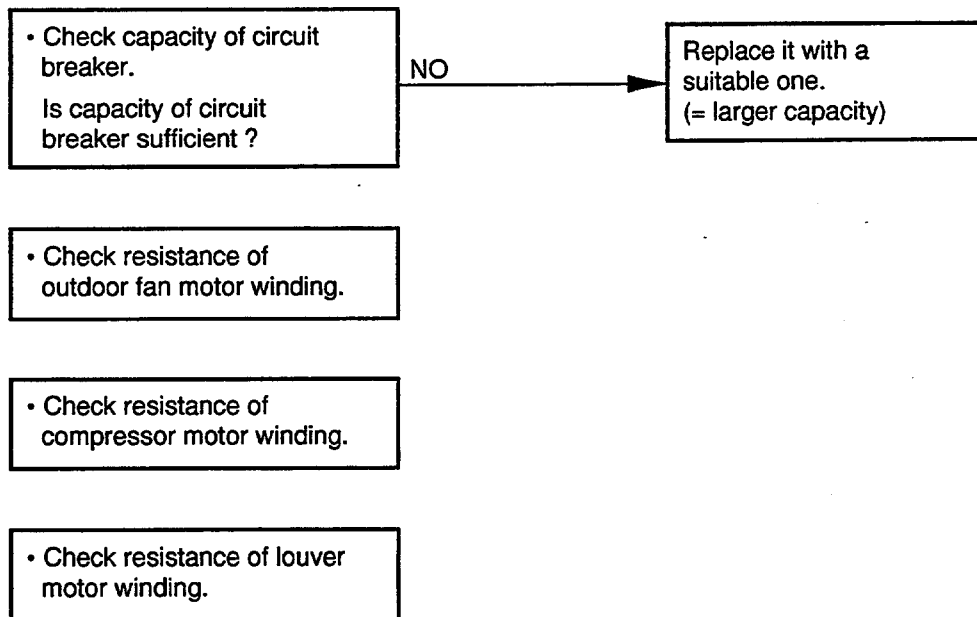 • Check capacity of circuit
breaker.
Is capacity of circuit
breaker sufficient ?
NO
Replace it with a
suitable one.
(= larger capacity)
• Check resistance of
outdoor fan motor winding.
• Check resistance of
compressor motor winding.
• Check resistance of louver
motor winding.